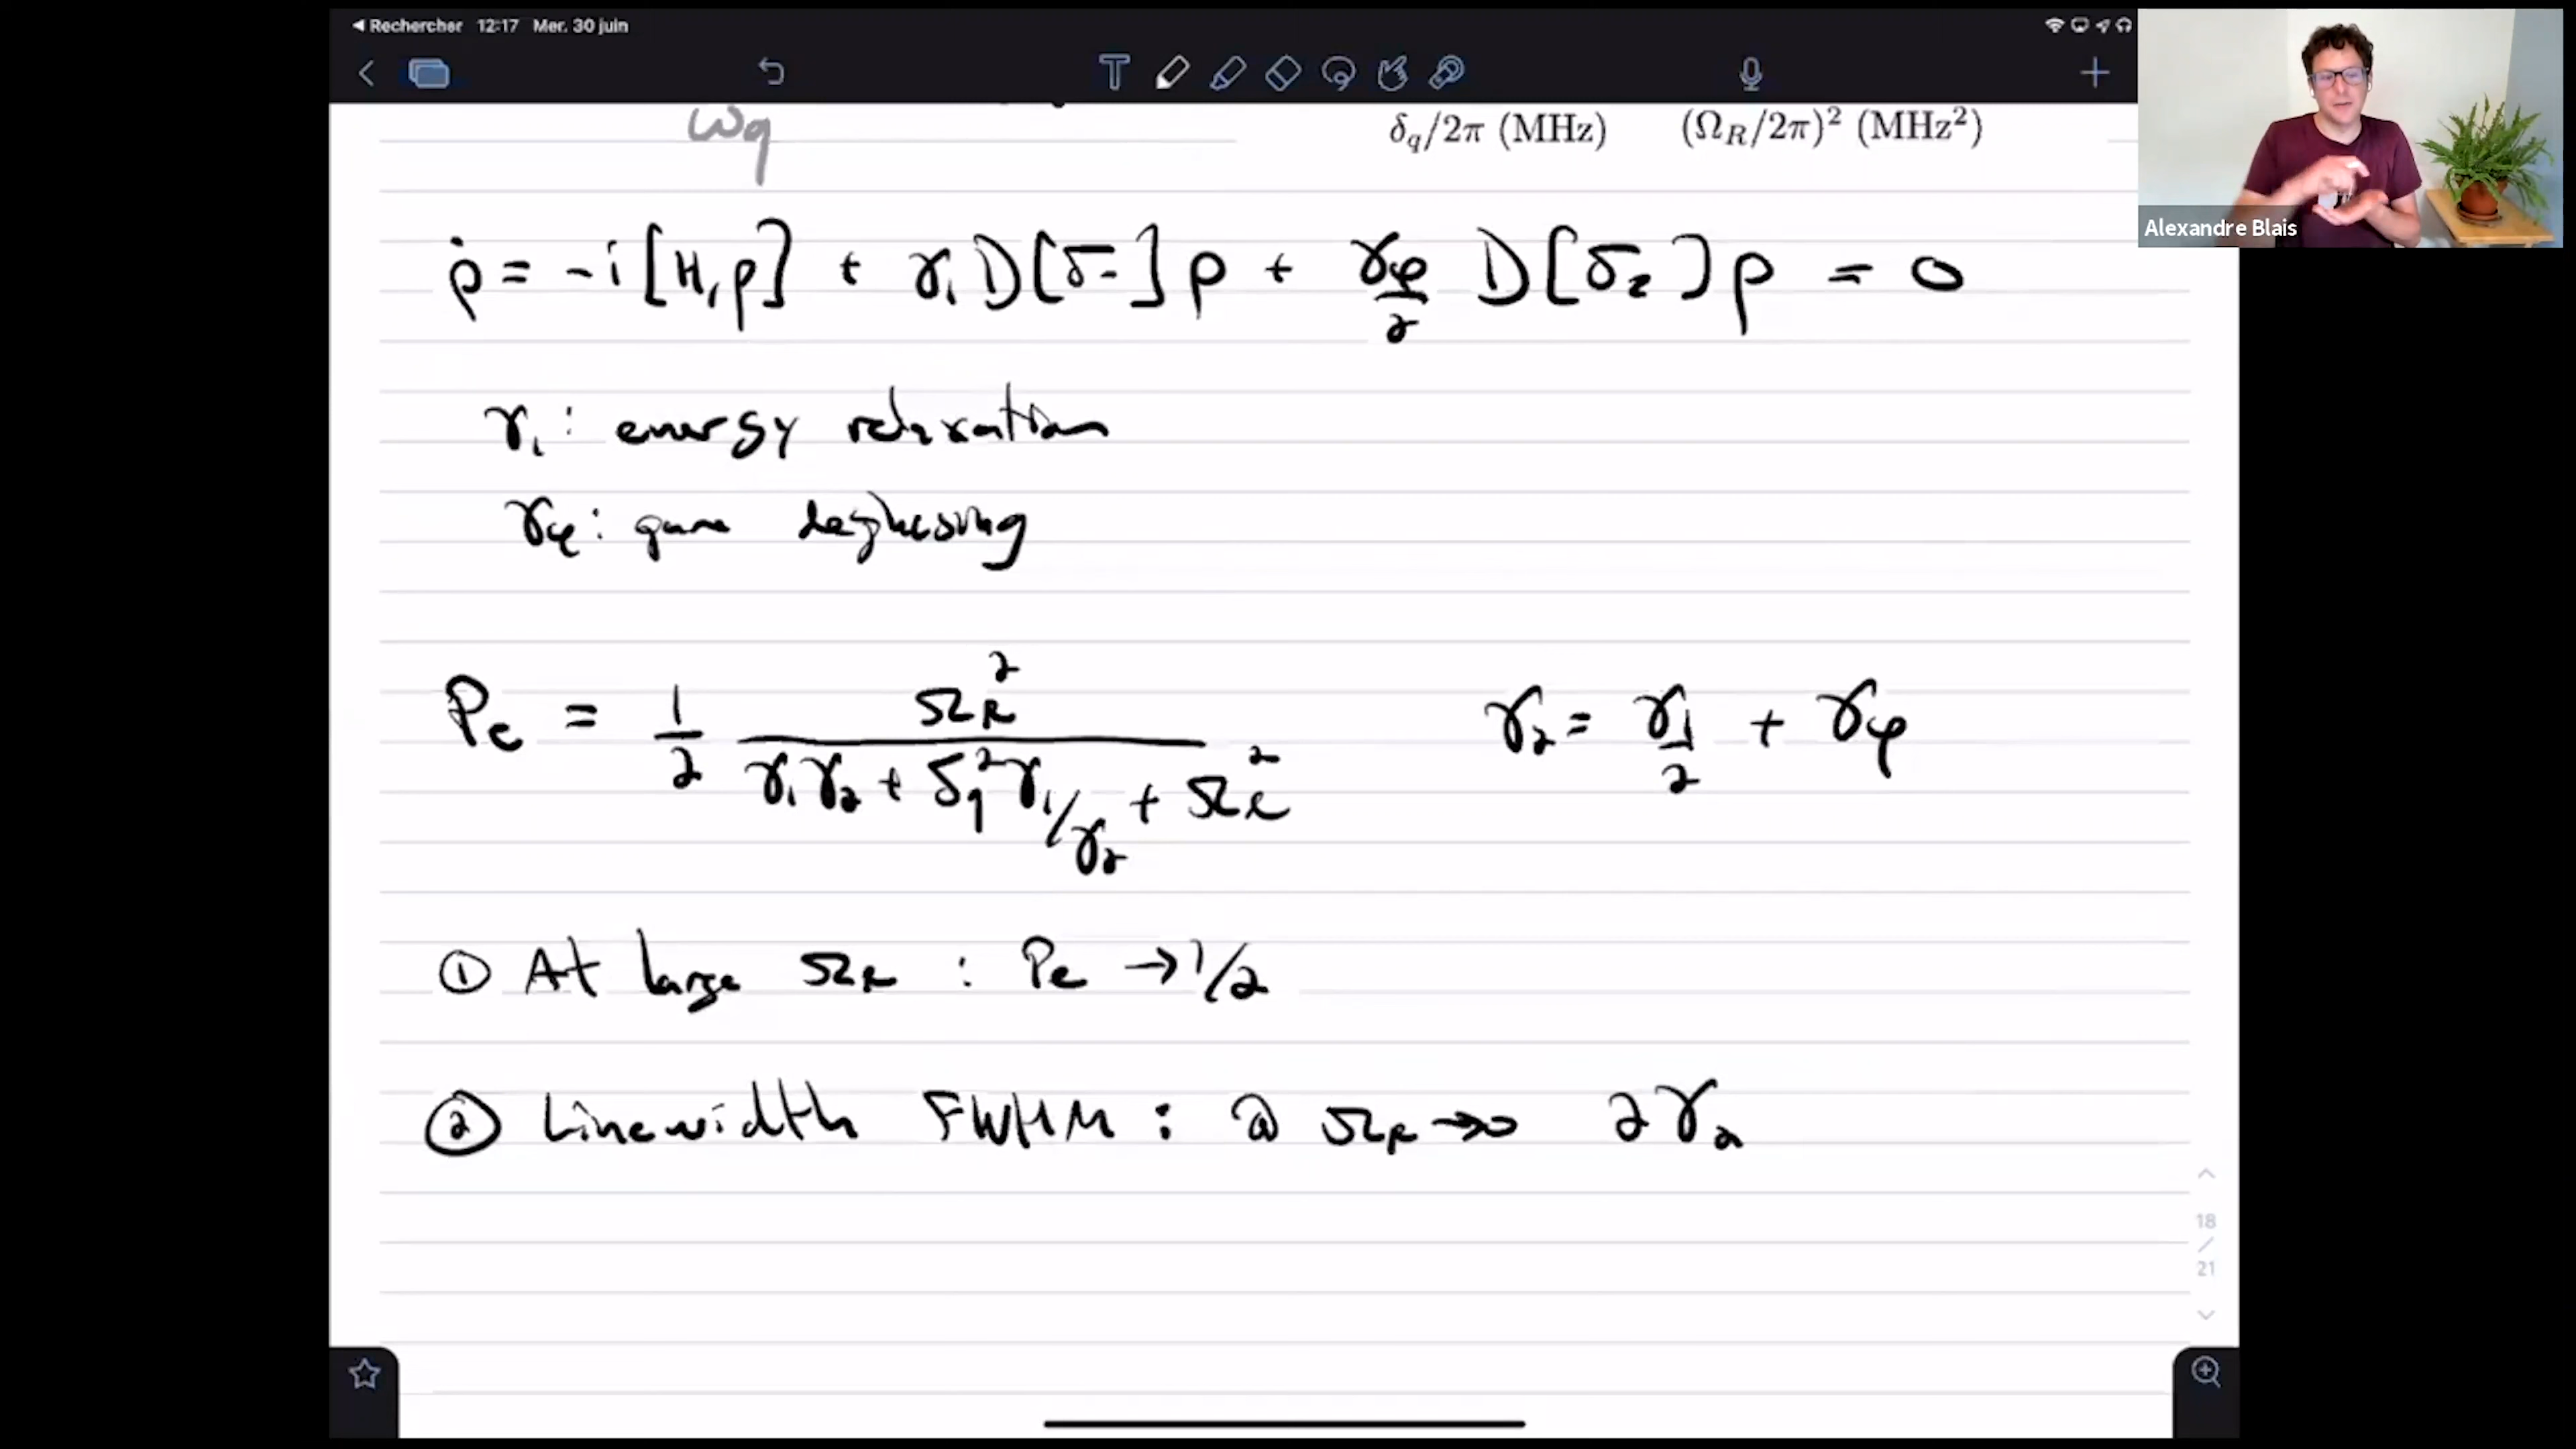 Rechercher 12:17 Mer. 30 juin
ωq
δq/2π (MHz) (ΩR/2π)² (MHz²)
Alexandre Blais
ρ̇ = -i [H, ρ] + γ₁ D[σ₋] ρ + γφ/2 D[σz] ρ = 0
γ₁ : energy relaxation
γφ : pure dephasing
Pe = 1/2 ΩR² / (γ₁γ₂ + δq² γ₁/γ₂ + ΩR²) γ₂ = γ₁/2 + γφ
① At large ΩR : Pe → 1/2
② Linewidth FWHM : @ ΩR → 0 2γ₂
18
/
21